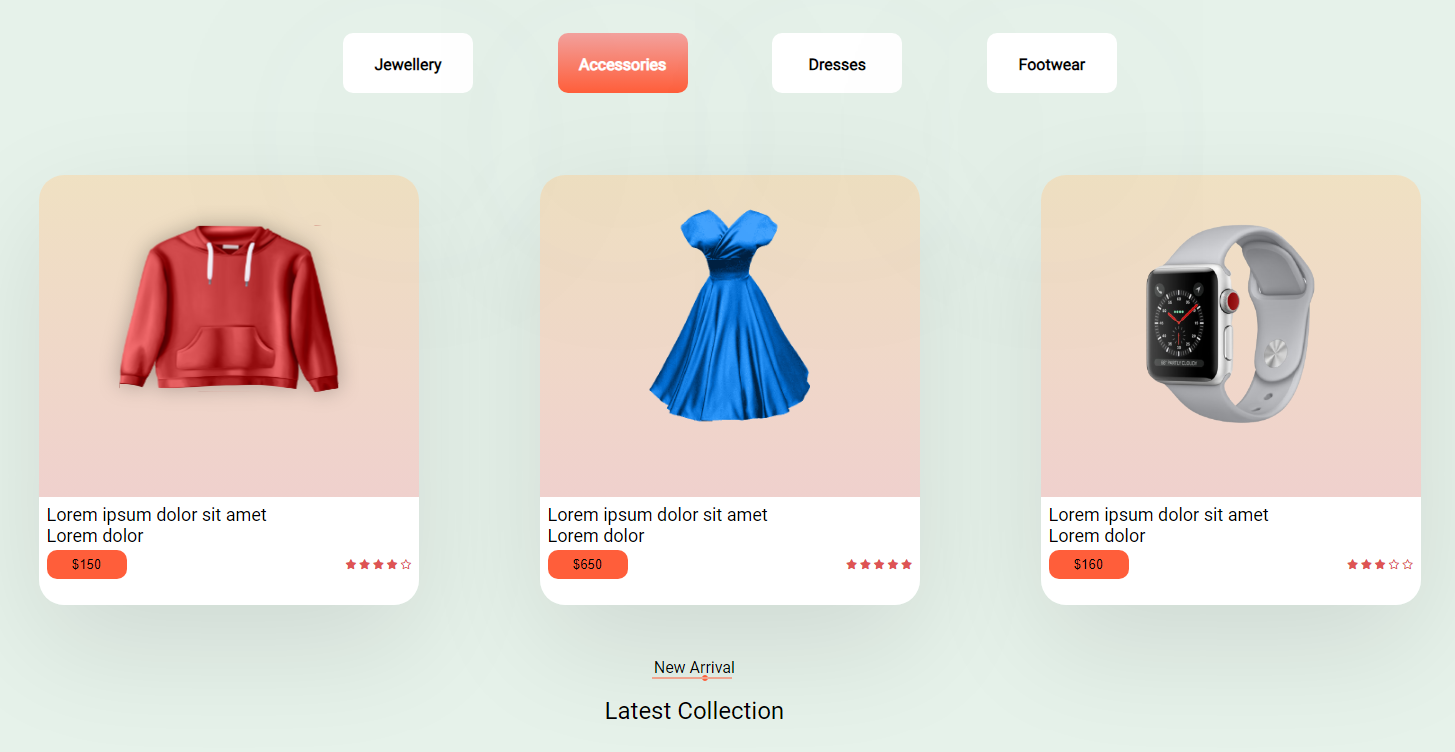 Jewellery
Accessories
Dresses
Footwear
Lorem ipsum dolor sit amet
Lorem dolor
$150
Lorem ipsum dolor sit amet
Lorem dolor
$650
Lorem ipsum dolor sit amet
Lorem dolor
$160
New Arrival
Latest Collection